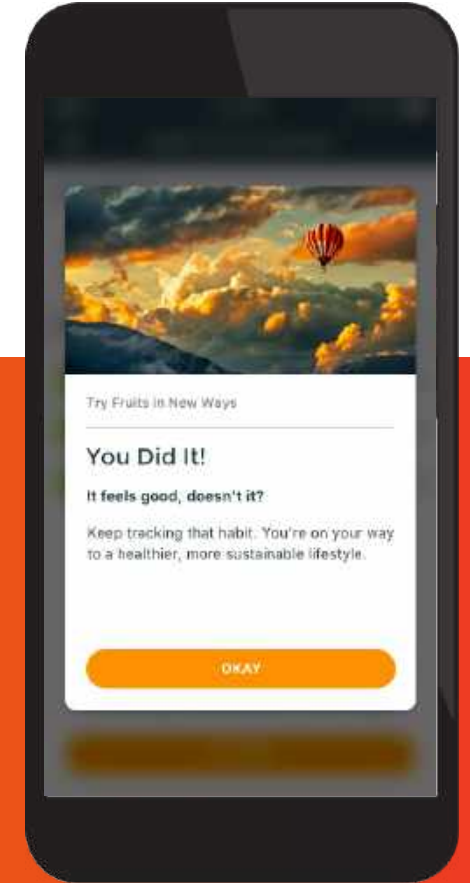 Try Fruits in New Ways
You Did It!
It feels good, doesn't it?
Keep tracking that habit. You're on your way
to a healthier, more sustainable lifestyle.
OKAY